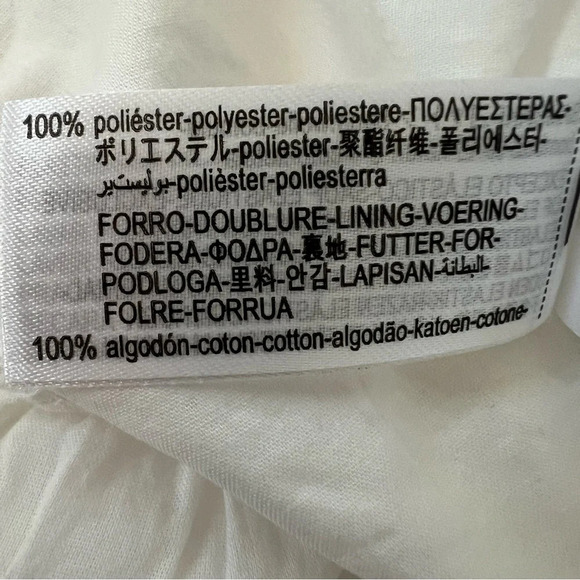 100% poliéster-polyester-poliestere-ΠΟΛΥΕΣΤΕΡΑΣ-
ポリエステル-poliester-聚酯纤维-폴리에스터-
بوليستير-polièster-poliesterra
FORRO-DOUBLURE-LINING-VOERING-
FODERA-ΦΟΔΡΑ-裏地-FUTTER-FOR-
PODLOGA-里料-안감-LAPISAN-البطانة-
FOLRE-FORRUA
100% algodón-coton-cotton-algodão-katoen-cotone-